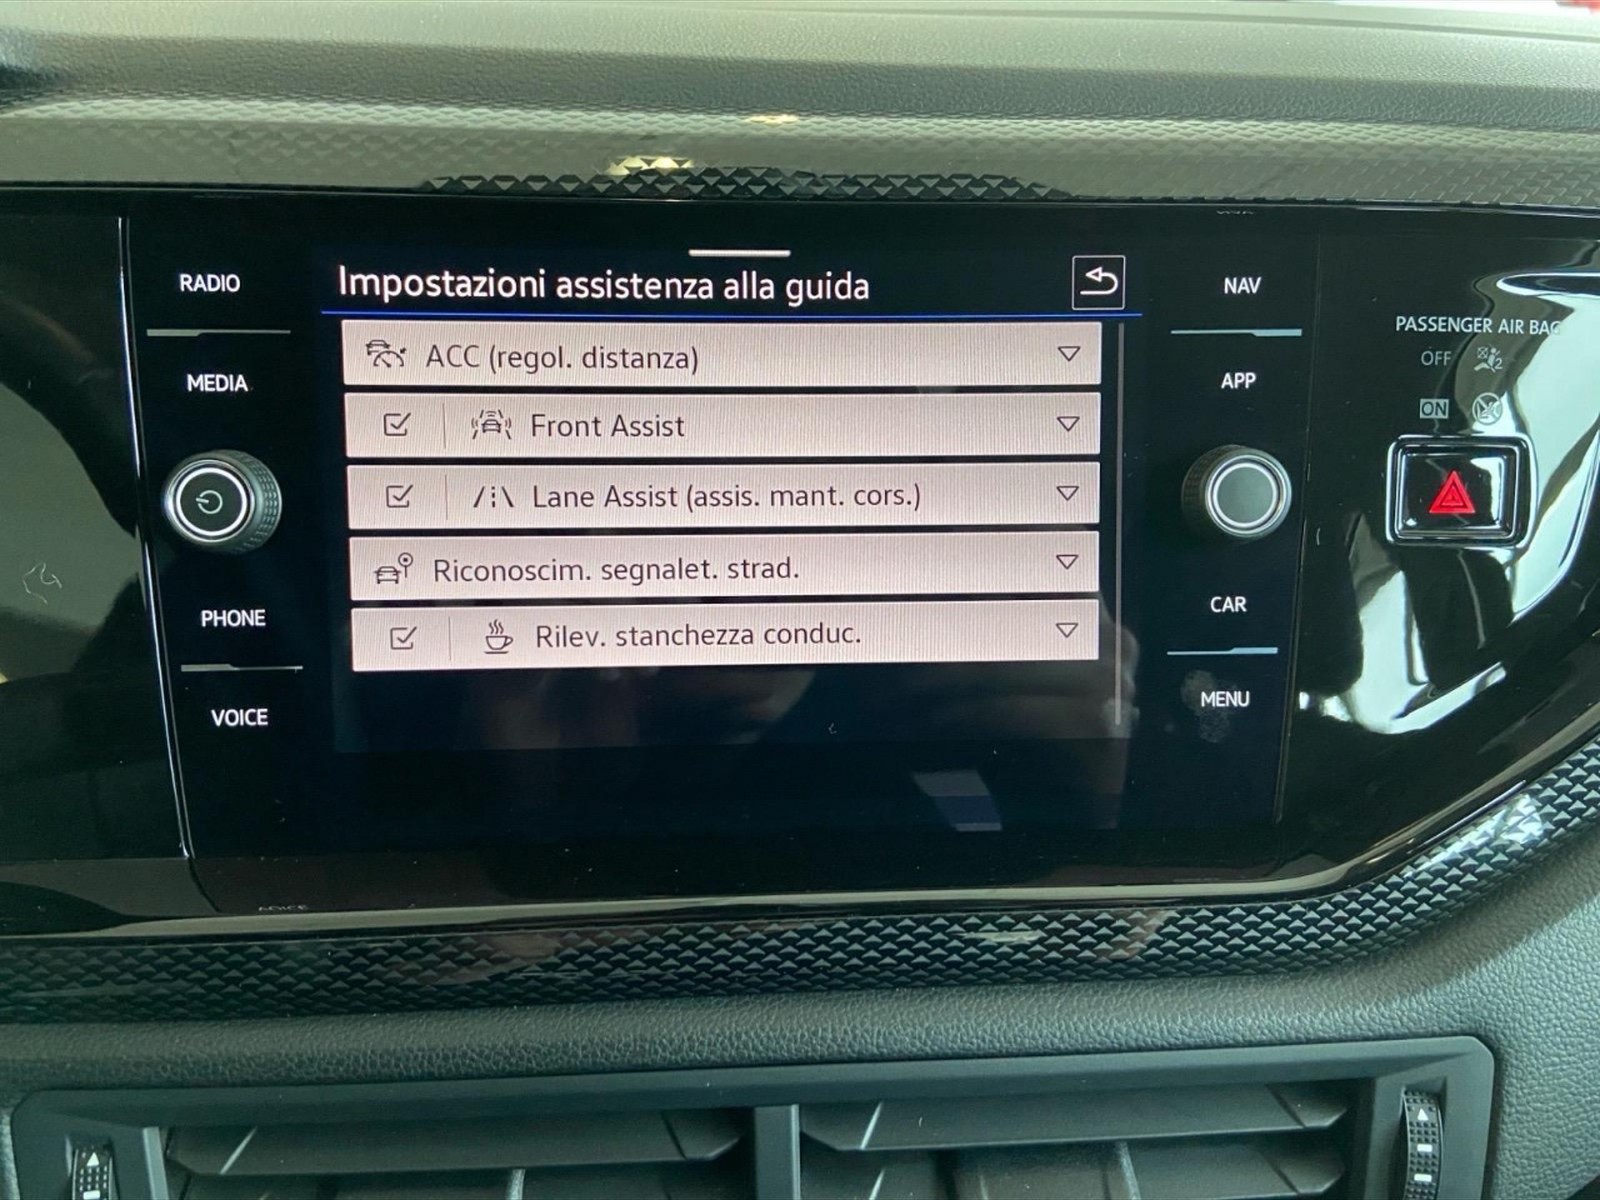 RADIO
MEDIA
PHONE
VOICE
Impostazioni assistenza alla guida
ACC (regol. distanza)
Front Assist
Lane Assist (assis. mant. cors.)
Riconoscim. segnalet. strad.
Rilev. stanchezza conduc.
NAV
APP
CAR
MENU
PASSENGER AIR BAG
OFF
ON